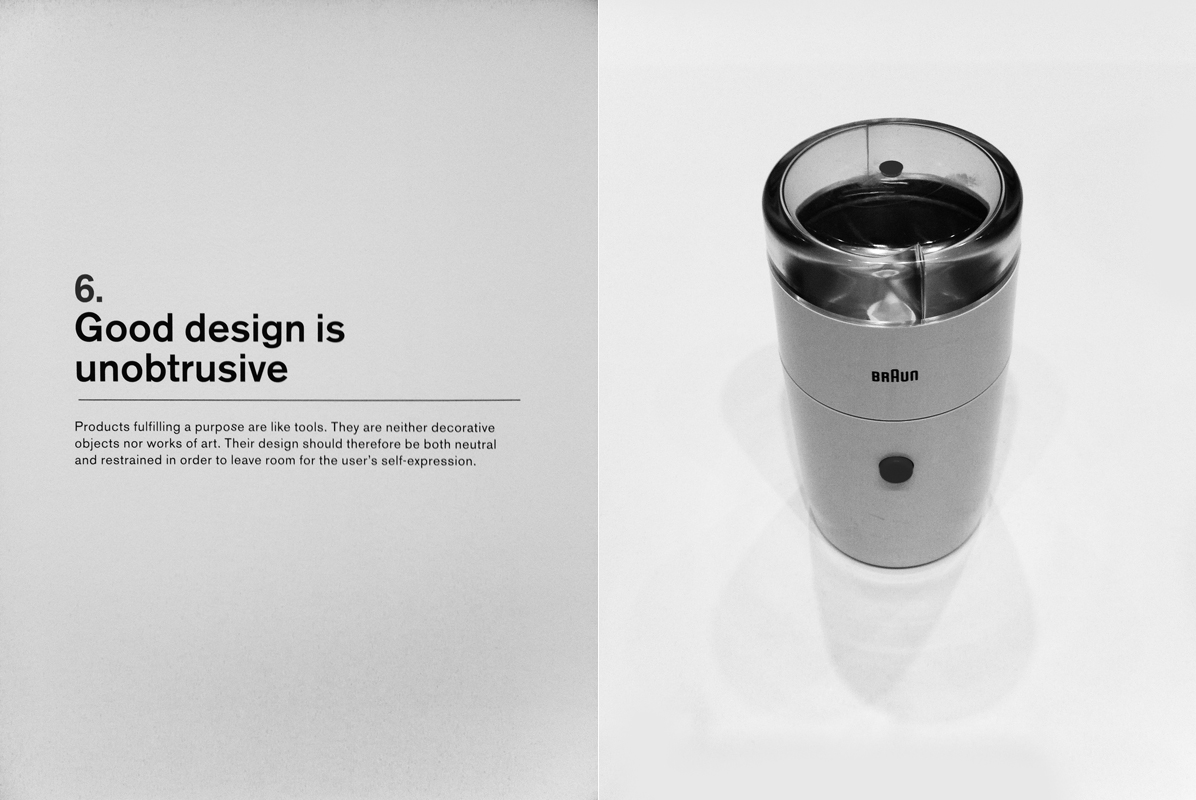 6.
Good design is
unobtrusive
Products fulfilling a purpose are like tools. They are neither decorative
objects nor works of art. Their design should therefore be both neutral
and restrained in order to leave room for the user's self-expression.
BRAUN